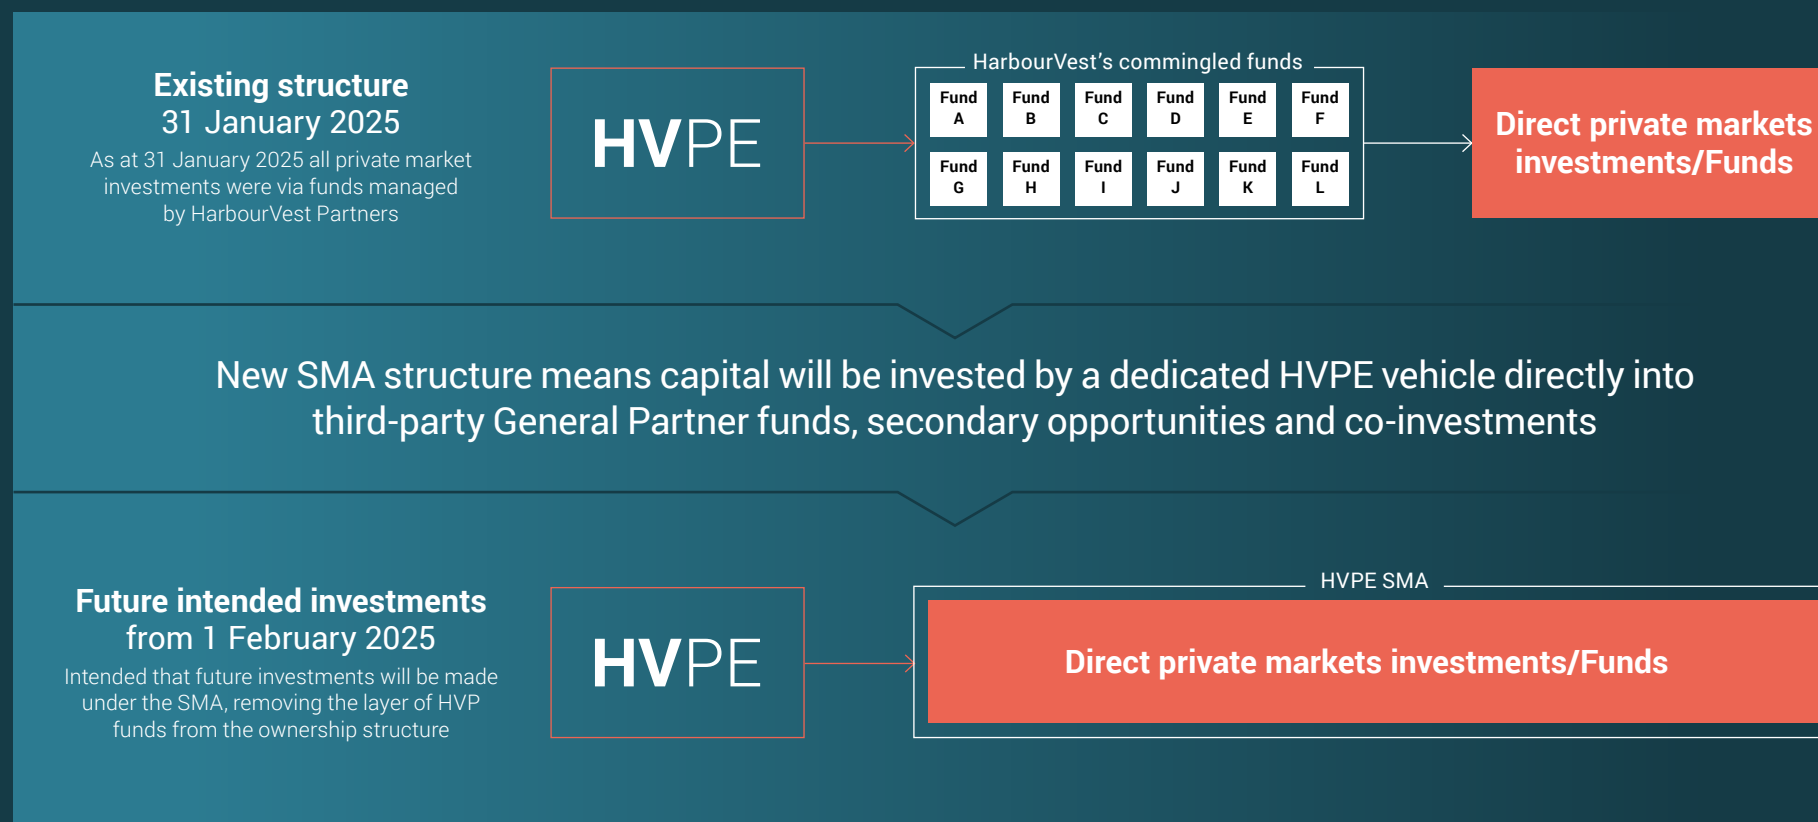 Existing structure
31 January 2025
As at 31 January 2025 all private market
investments were via funds managed
by HarbourVest Partners
HVPE
HarbourVest's commingled funds
Fund A
Fund B
Fund C
Fund D
Fund E
Fund F
Fund G
Fund H
Fund I
Fund J
Fund K
Fund L
Direct private markets
investments/Funds
New SMA structure means capital will be invested by a dedicated HVPE vehicle directly into
third-party General Partner funds, secondary opportunities and co-investments
Future intended investments
from 1 February 2025
Intended that future investments will be made
under the SMA, removing the layer of HVP
funds from the ownership structure
HVPE
HVPE SMA
Direct private markets investments/Funds